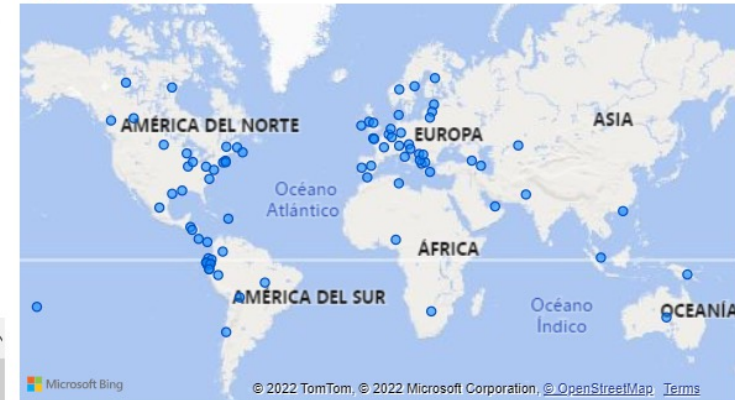 AMÉRICA DEL NORTE
EUROPA
ASIA
Océano
Atlántico
ÁFRICA
AMÉRICA DEL SUR
Océano
Índico
OCEANÍA
Microsoft Bing
© 2022 TomTom, © 2022 Microsoft Corporation, © OpenStreetMap Terms